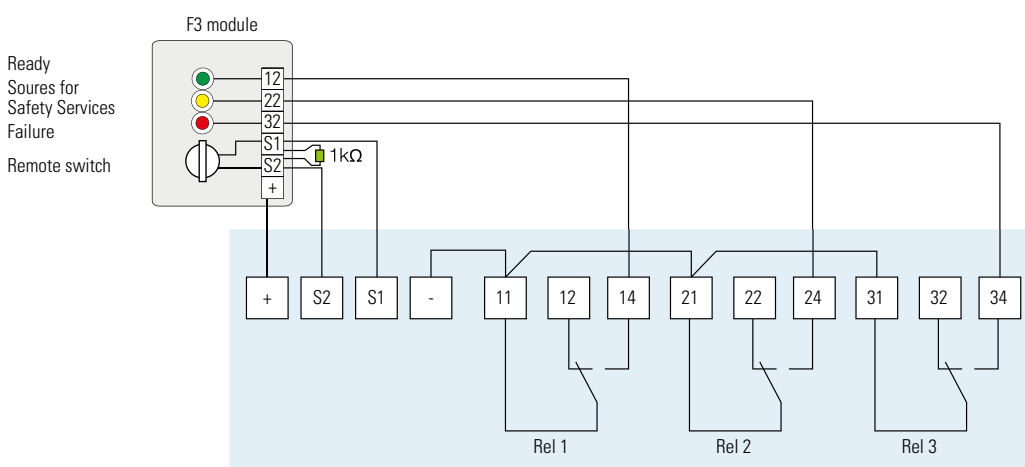 F3 module
Ready
Soures for
Safety Services
Failure
Remote switch
12
22
32
S1
S2
+
1kΩ
+ S2 S1 - 11 12 14 21 22 24 31 32 34
Rel 1 Rel 2 Rel 3